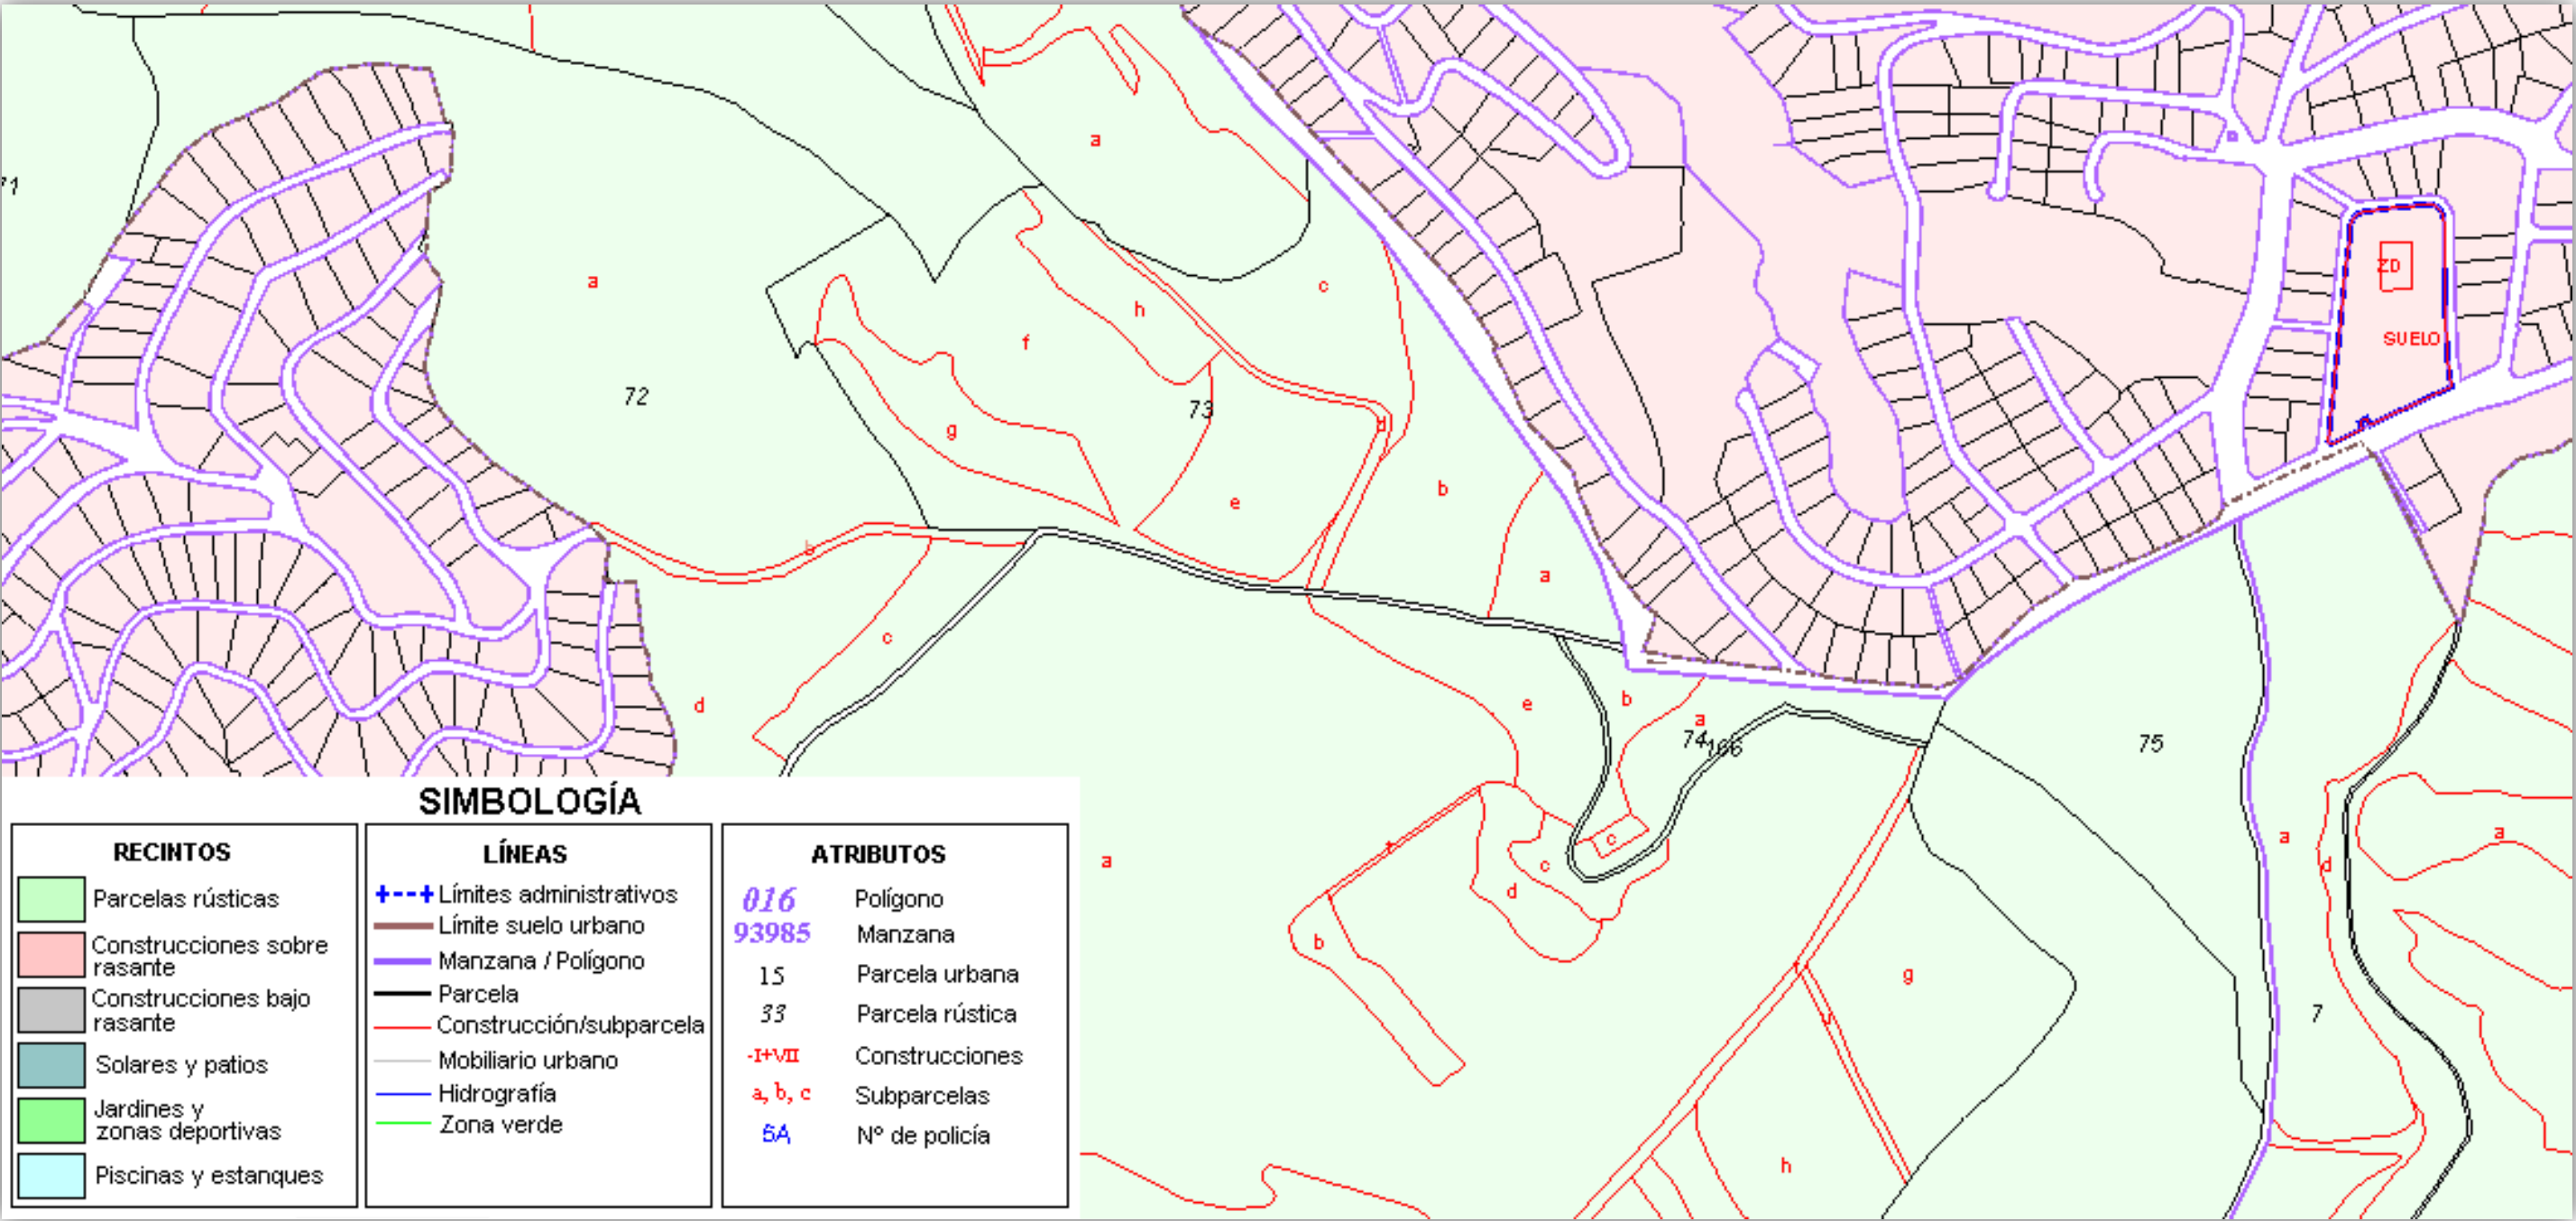 a
71
ZD
a
c
h
SUELO
f
72
73
d
g
b
e
b
a
c
b
d
e
a
74
166
75
SIMBOLOGÍA
RECINTOS
Parcelas rústicas
Construcciones sobre
rasante
Construcciones bajo
rasante
Solares y patios
Jardines y
zonas deportivas
Piscinas y estanques
LÍNEAS
Límites administrativos
Límite suelo urbano
Manzana / Polígono
Parcela
Construcción/subparcela
Mobiliario urbano
Hidrografía
Zona verde
ATRIBUTOS
016 Polígono
93985 Manzana
15 Parcela urbana
33 Parcela rústica
-I+VII Construcciones
a, b, c Subparcelas
5A Nº de policía
a
a
a
c
c
d
d
b
g
7
h